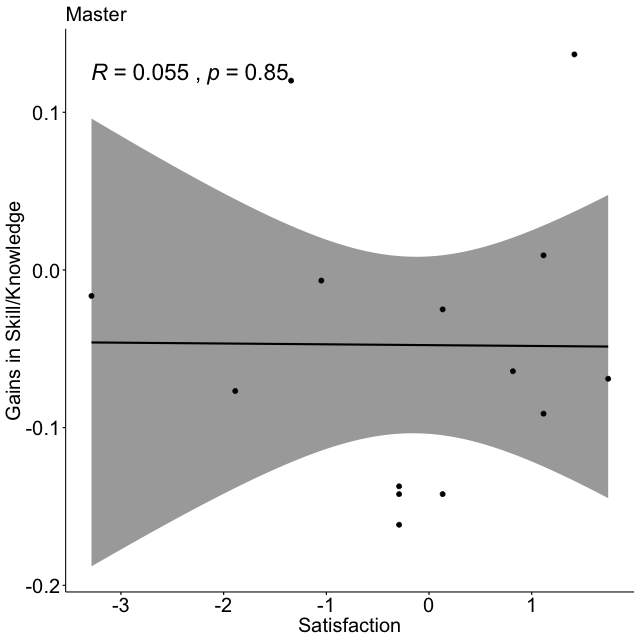 Master
R = 0.055 , p = 0.85
Gains in Skill/Knowledge
0.1
0.0
-0.1
-0.2
-3 -2 -1 0 1
Satisfaction